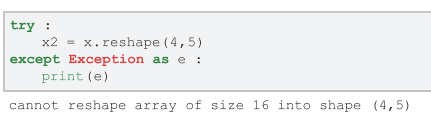 try :
    x2 = x.reshape(4,5)
except Exception as e :
    print(e)
cannot reshape array of size 16 into shape (4,5)